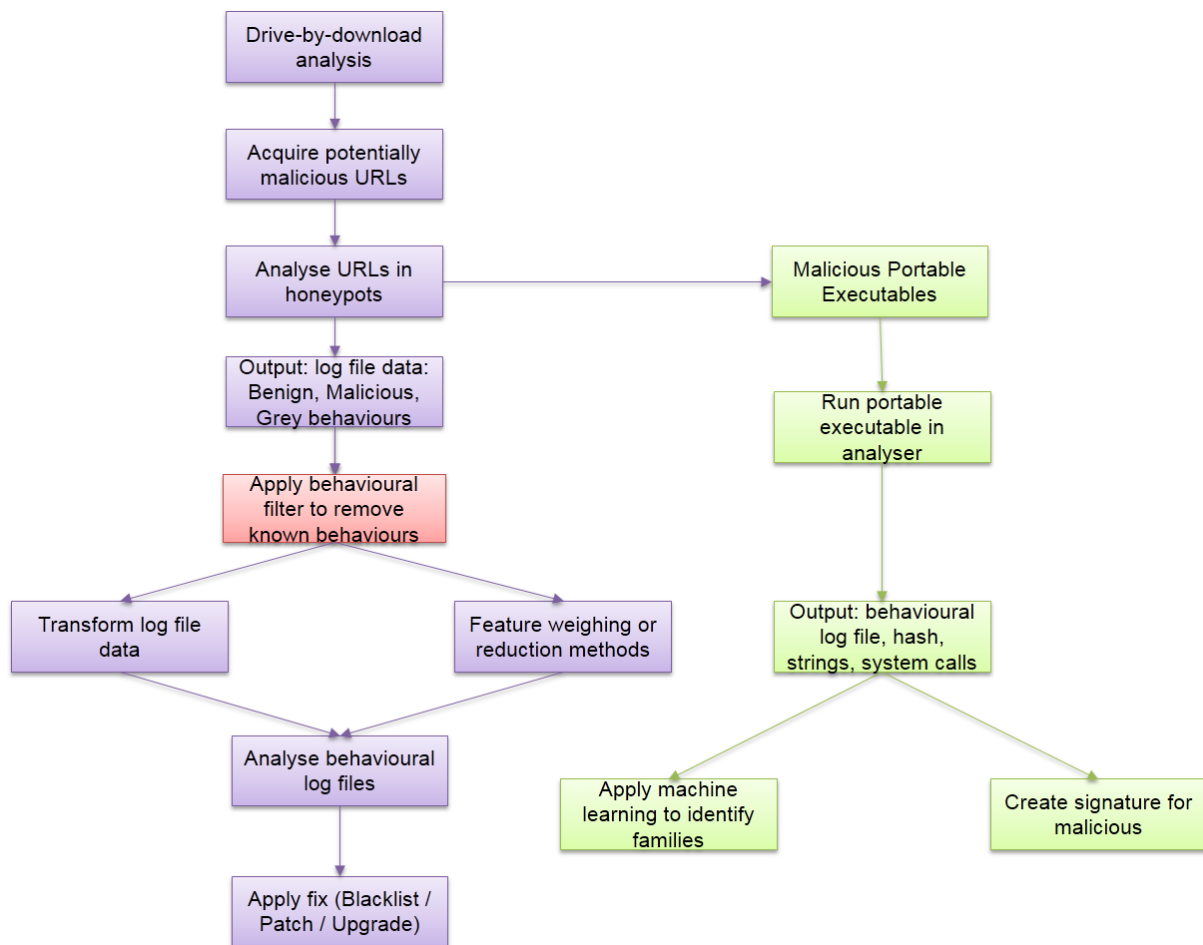 Drive-by-download
analysis
Acquire potentially
malicious URLs
Analyse URLs in
honeypots
Malicious Portable
Executables
Output: log file data:
Benign, Malicious,
Grey behaviours
Run portable
executable in
analyser
Apply behavioural
filter to remove
known behaviours
Transform log file
data
Feature weighing or
reduction methods
Output: behavioural
log file, hash,
strings, system calls
Analyse behavioural
log files
Apply machine
learning to identify
families
Create signature for
malicious
Apply fix (Blacklist /
Patch / Upgrade)